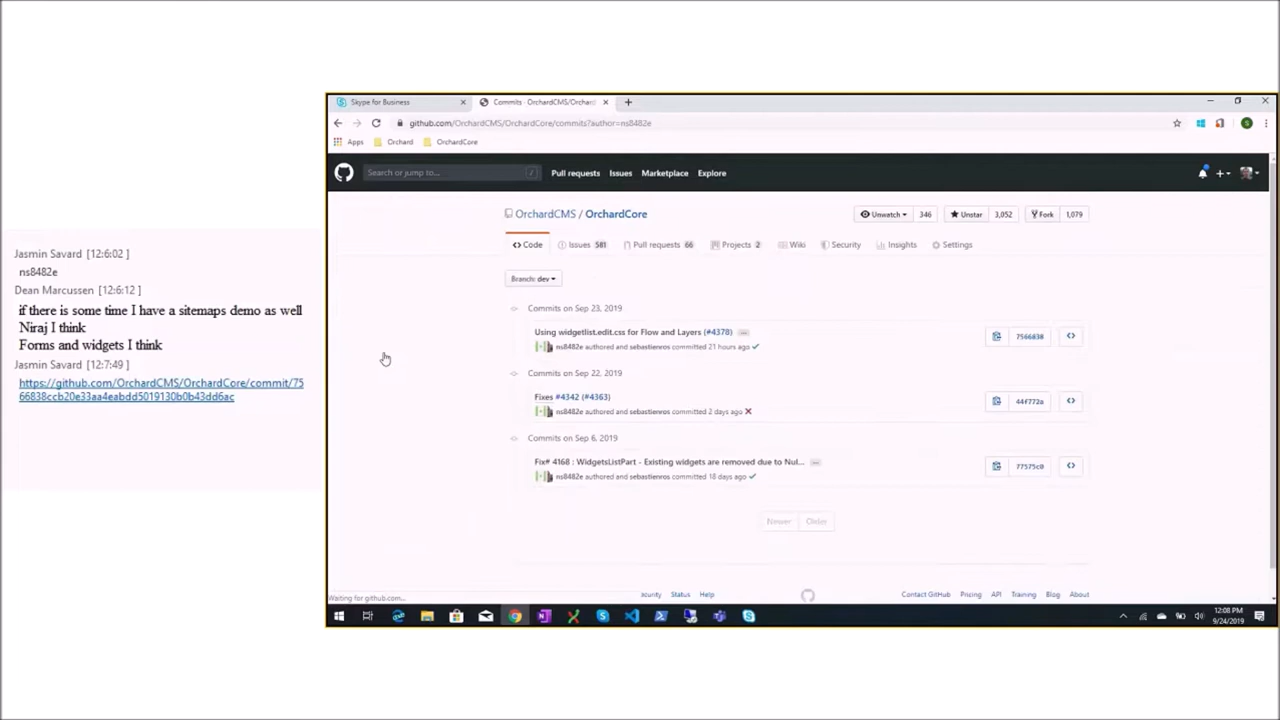 Jasmin Savard [12:6:02 ]
ns8482e
Dean Marcussen [12:6:12 ]
if there is some time I have a sitemaps demo as well
Niraj I think
Forms and widgets I think
Jasmin Savard [12:7:49 ]
https://github.com/OrchardCMS/OrchardCore/commit/75
66838ccb20e33aa4eabdd5019130b0b43dd6ac
Skype for Business
Commits · OrchardCMS/Orchard
github.com/OrchardCMS/OrchardCore/commits?author=ns8482e
Apps Orchard OrchardCore
Search or jump to... /
Pull requests Issues Marketplace Explore
OrchardCMS / OrchardCore
Unwatch 346 Unstar 3,052 Fork 1,079
Code Issues 581 Pull requests 66 Projects 2 Wiki Security Insights Settings
Branch: dev
Commits on Sep 23, 2019
Using widgetlist.edit.css for Flow and Layers (#4378) ...
7566838
ns8482e authored and sebastienros committed 21 hours ago
Commits on Sep 22, 2019
Fixes #4342 (#4363)
44f772a
ns8482e authored and sebastienros committed 2 days ago
Commits on Sep 6, 2019
Fix# 4168 : WidgetsListPart - Existing widgets are removed due to Nul... ...
77575c0
ns8482e authored and sebastienros committed 18 days ago
Newer Older
Waiting for github.com...
curity Status Help
Contact GitHub Pricing API Training Blog About
12:08 PM
9/24/2019